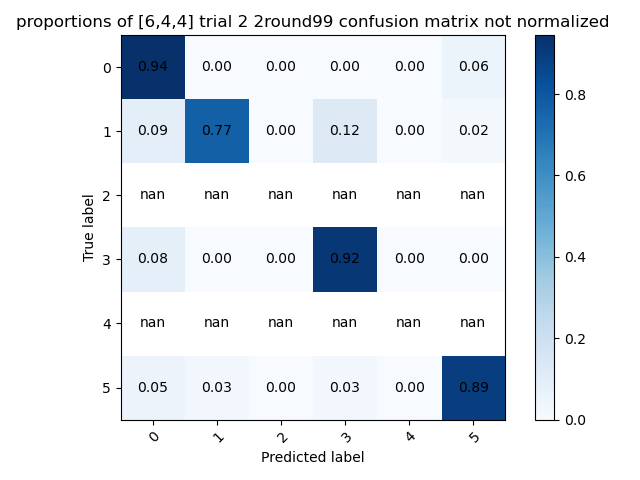 proportions of [6,4,4] trial 2 2round99 confusion matrix not normalized
0 0.94 0.00 0.00 0.00 0.00 0.06
1 0.09 0.77 0.00 0.12 0.00 0.02
2 nan nan nan nan nan nan
3 0.08 0.00 0.00 0.92 0.00 0.00
4 nan nan nan nan nan nan
5 0.05 0.03 0.00 0.03 0.00 0.89
0 1 2 3 4 5
True label
Predicted label
0.8
0.6
0.4
0.2
0.0